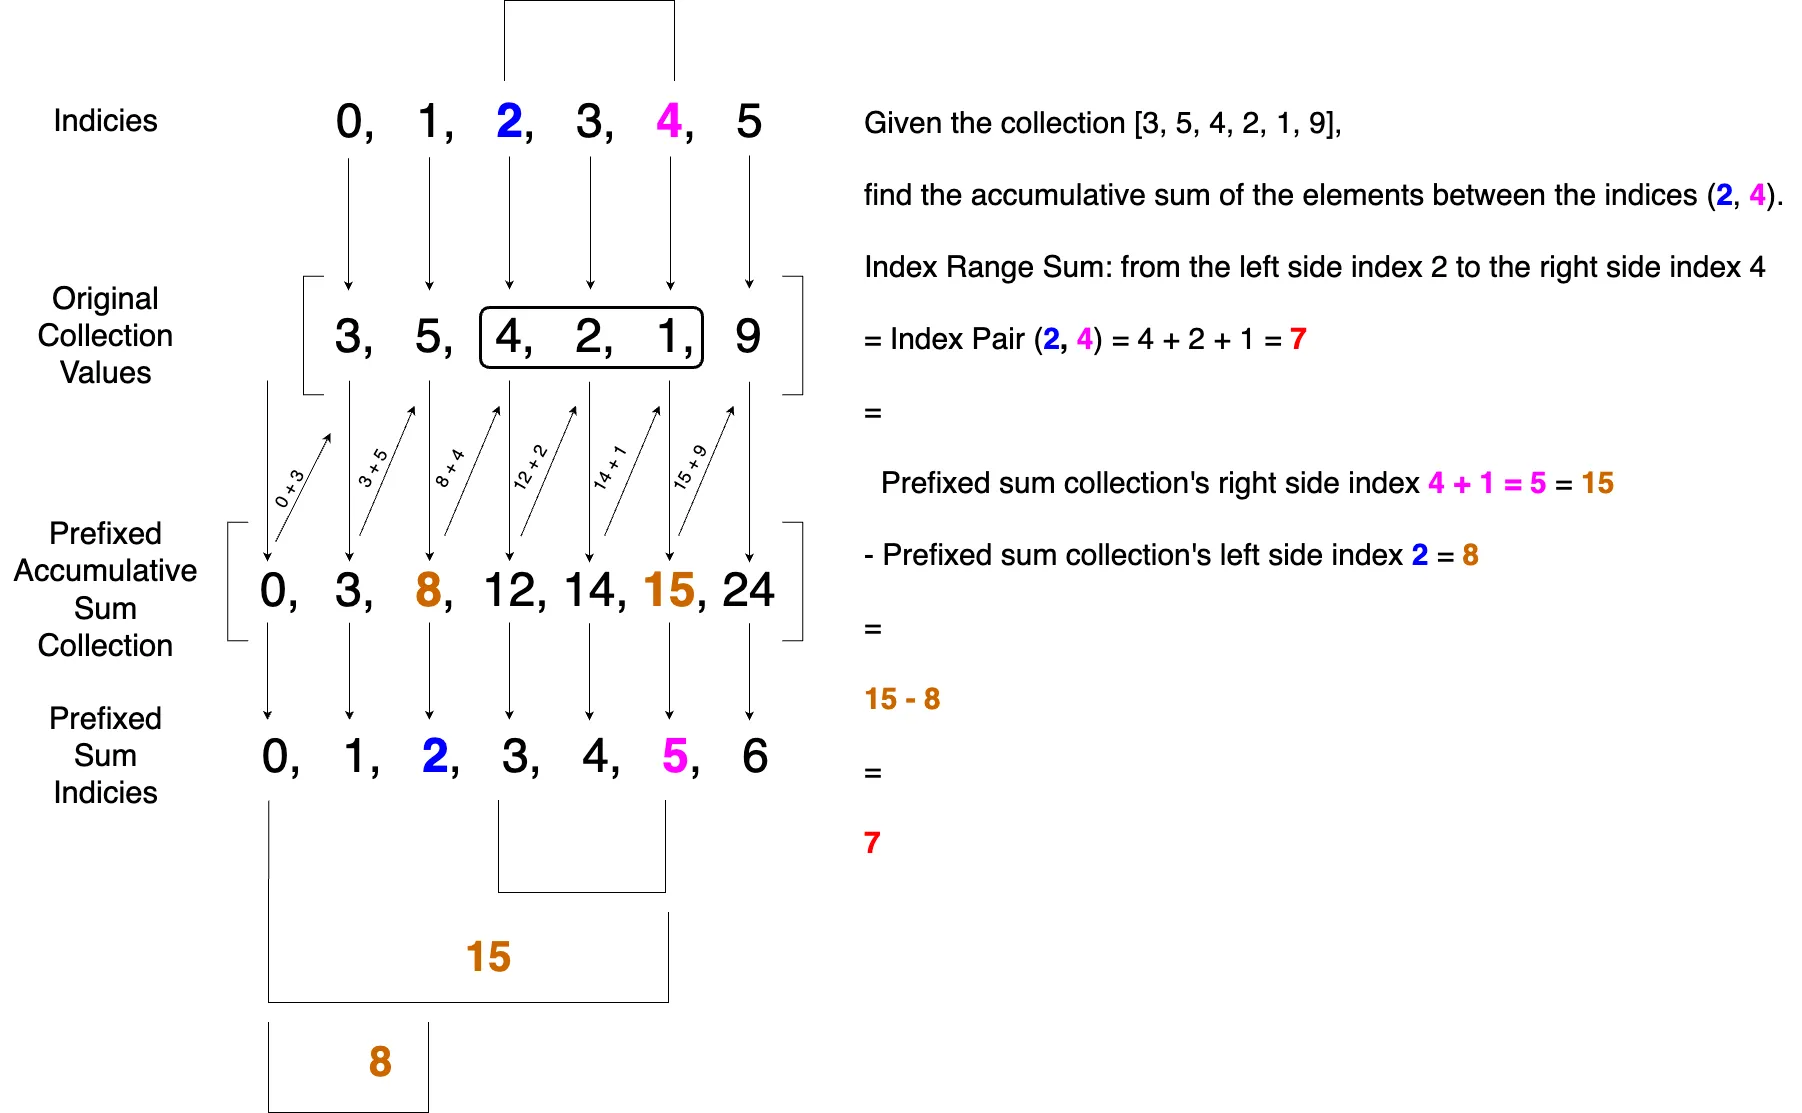 Indicies
0, 1, 2, 3, 4, 5
Original
Collection
Values
3, 5, 4, 2, 1, 9
0 + 3
3 + 5
8 + 4
12 + 2
14 + 1
15 + 9
Prefixed
Accumulative
Sum
Collection
0, 3, 8, 12, 14, 15, 24
Prefixed
Sum
Indicies
0, 1, 2, 3, 4, 5, 6
15
8
Given the collection [3, 5, 4, 2, 1, 9],
find the accumulative sum of the elements between the indices (2, 4).
Index Range Sum: from the left side index 2 to the right side index 4
= Index Pair (2, 4) = 4 + 2 + 1 = 7
=
Prefixed sum collection's right side index 4 + 1 = 5 = 15
- Prefixed sum collection's left side index 2 = 8
=
15 - 8
=
7